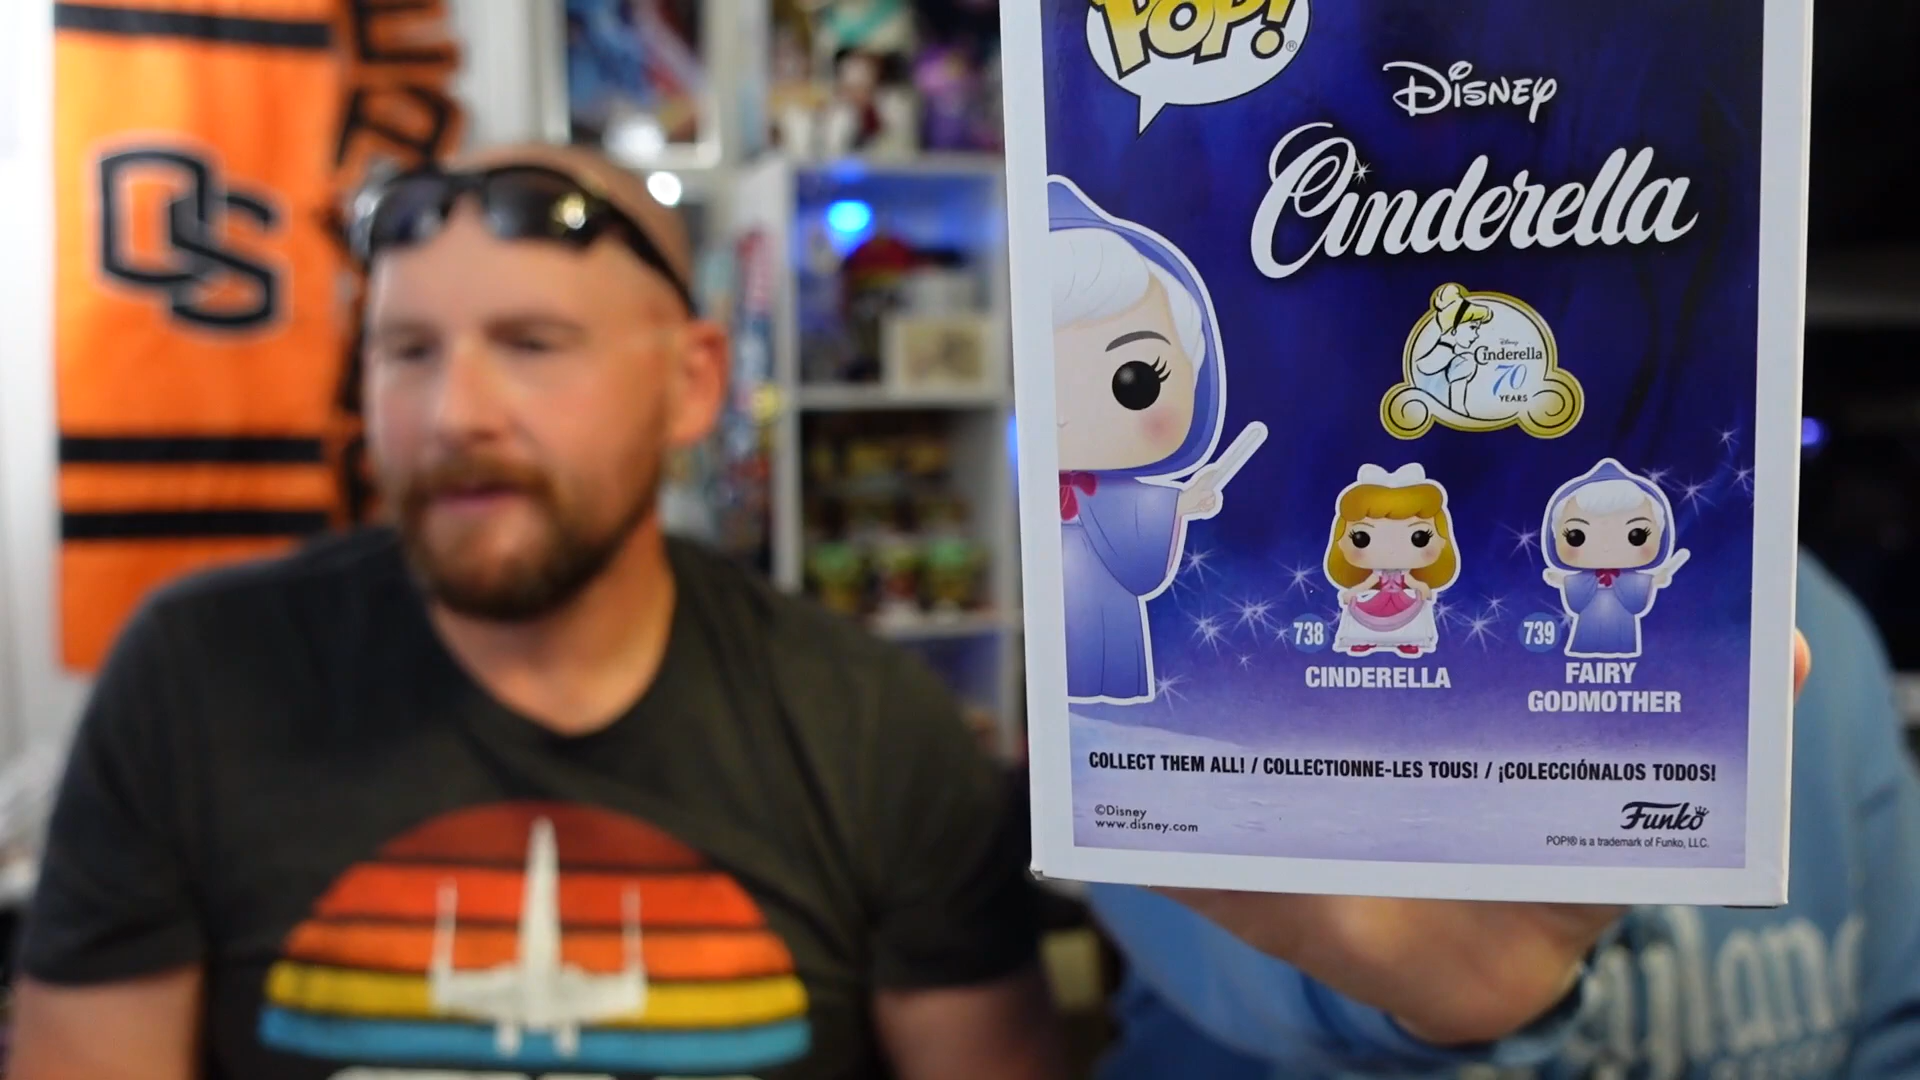 POP!®
Disney
Cinderella
Disney
Cinderella
70
YEARS
738
739
CINDERELLA
FAIRY
GODMOTHER
COLLECT THEM ALL! / COLLECTIONNE-LES TOUS! / ¡COLECCIÓNALOS TODOS!
©Disney
www.disney.com
Funko
POP!® is a trademark of Funko, LLC.
OS